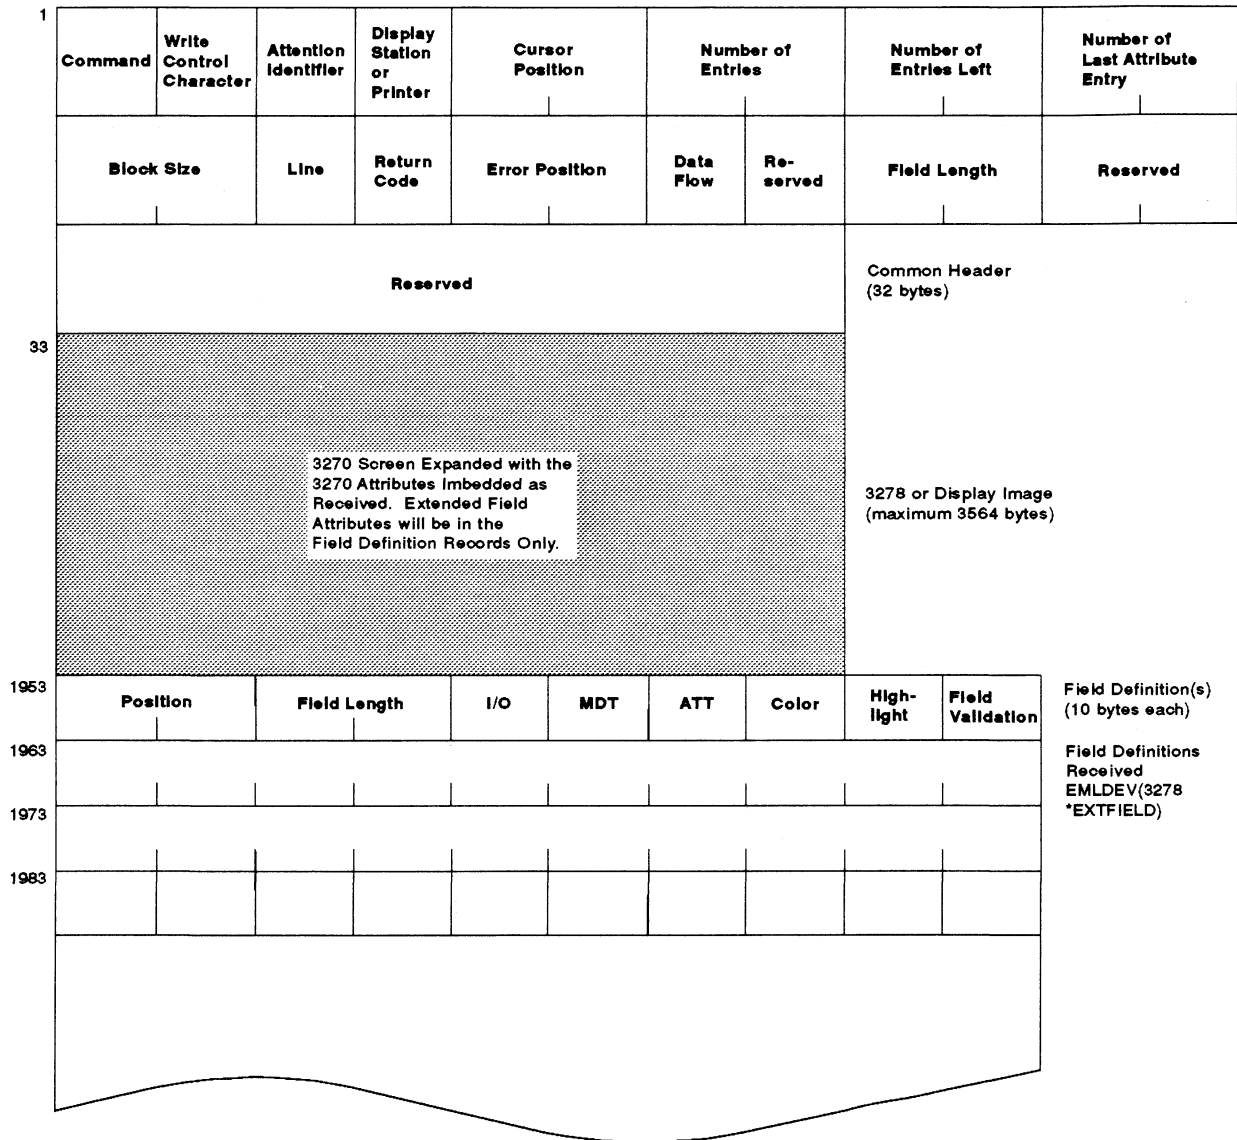 1
Command
Write
Control
Character
Attention
Identifier
Display
Station
or
Printer
Cursor
Position
Number of
Entries
Number of
Entries Left
Number of
Last Attribute
Entry
Block Size
Line
Return
Code
Error Position
Data
Flow
Re-
served
Field Length
Reserved
Reserved
Common Header
(32 bytes)
33
3270 Screen Expanded with the
3270 Attributes Imbedded as
Received. Extended Field
Attributes will be in the
Field Definition Records Only.
3278 or Display Image
(maximum 3564 bytes)
1953
Position
Field Length
I/O
MDT
ATT
Color
High-
light
Field
Validation
Field Definition(s)
(10 bytes each)
1963
Field Definitions
Received
EMLDEV(3278
*EXTFIELD)
1973
1983